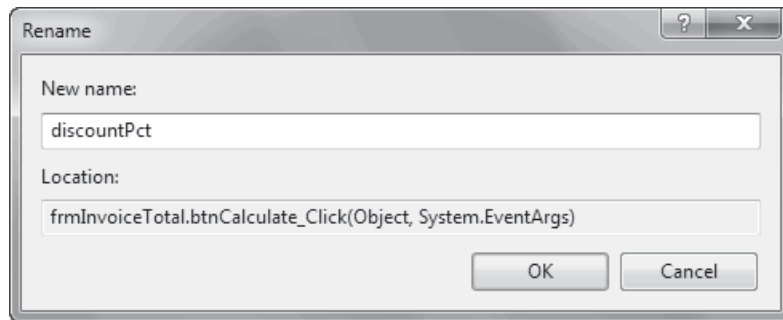 Rename
New name:
discountPct
Location:
frmInvoiceTotal.btnCalculate_Click(Object, System.EventArgs)
OK Cancel